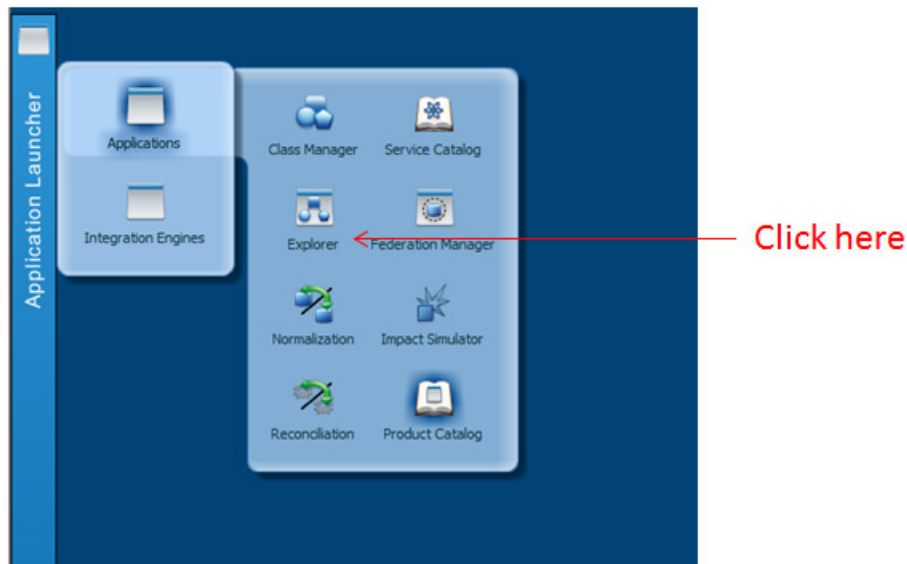 Application Launcher
Applications
Integration Engines
Class Manager
Service Catalog
Explorer
Federation Manager
Normalization
Impact Simulator
Reconciliation
Product Catalog
Click here